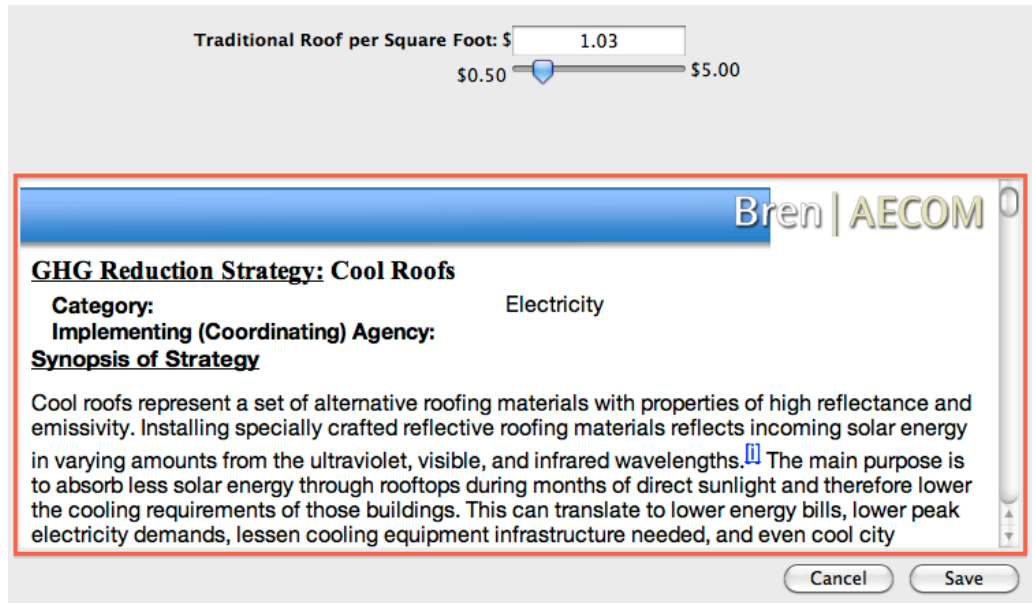 Traditional Roof per Square Foot: $ 1.03
$0.50 $5.00
Bren | AECOM
GHG Reduction Strategy: Cool Roofs
Category: Electricity
Implementing (Coordinating) Agency:
Synopsis of Strategy
Cool roofs represent a set of alternative roofing materials with properties of high reflectance and
emissivity. Installing specially crafted reflective roofing materials reflects incoming solar energy
in varying amounts from the ultraviolet, visible, and infrared wavelengths.[i] The main purpose is
to absorb less solar energy through rooftops during months of direct sunlight and therefore lower
the cooling requirements of those buildings. This can translate to lower energy bills, lower peak
electricity demands, lessen cooling equipment infrastructure needed, and even cool city
Cancel Save